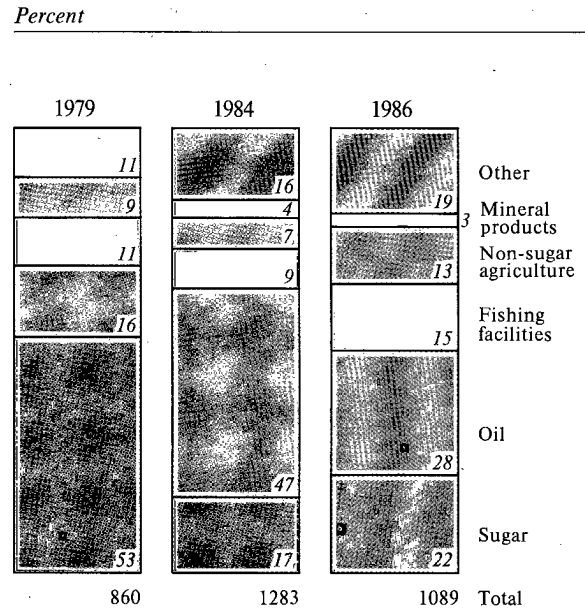 Percent
1979 1984 1986
11 16 19 Other
9 4 3 Mineral
products
11 7 13 Non-sugar
agriculture
16 9 15 Fishing
facilities
47 28 Oil
53 17 22 Sugar
860 1283 1089 Total